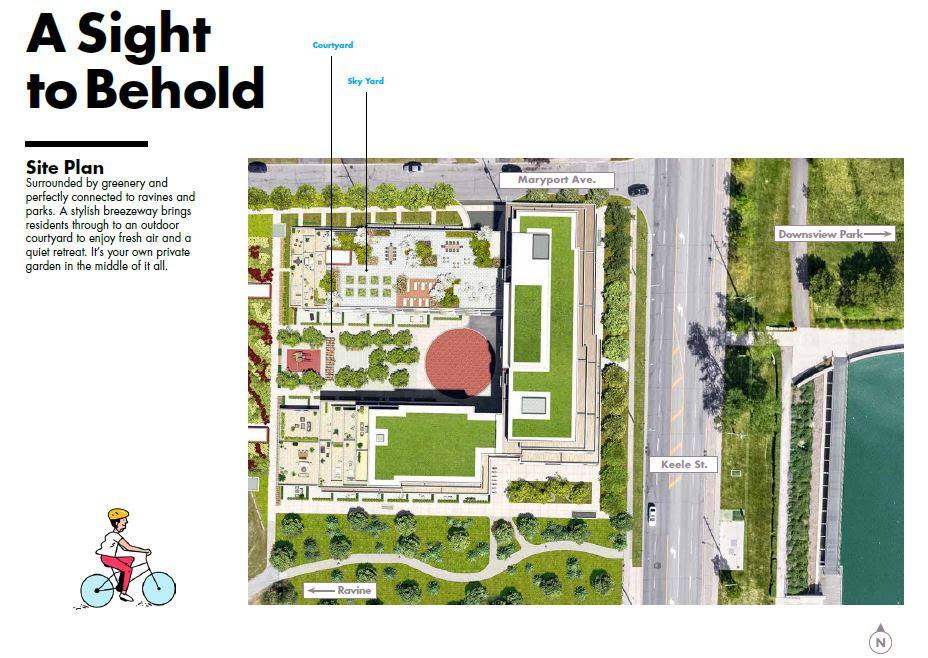 A Sight
to Behold
Courtyard
Sky Yard
Site Plan
Surrounded by greenery and
perfectly connected to ravines and
parks. A stylish breezeway brings
residents through to an outdoor
courtyard to enjoy fresh air and a
quiet retreat. It's your own private
garden in the middle of it all.
Maryport Ave.
Downsview Park
Keele St.
Ravine
N